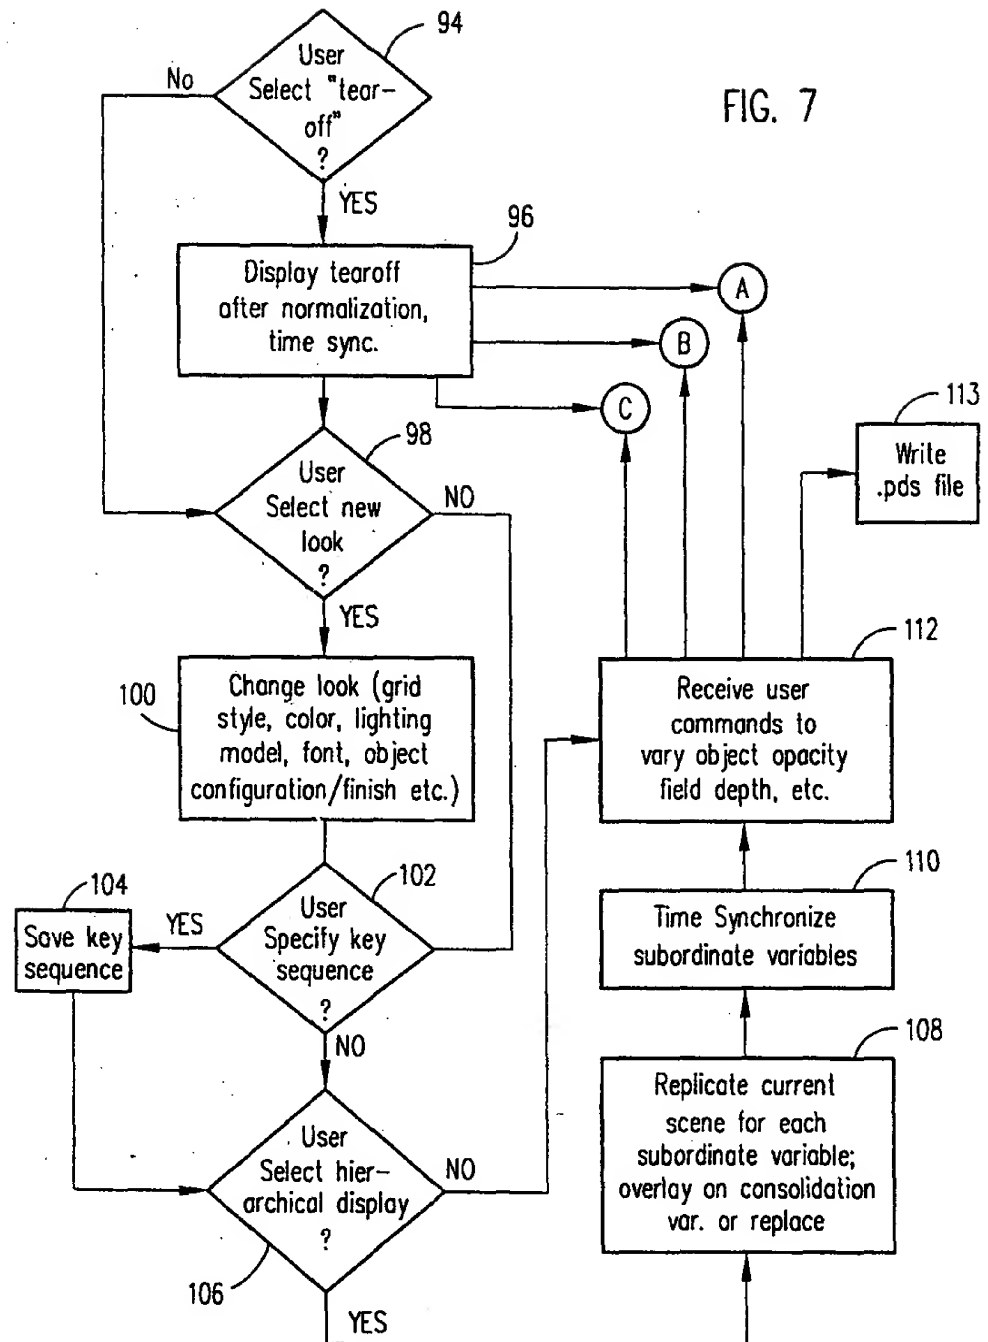 94
User
Select "tear-
off"
?
No
FIG. 7
YES
96
Display tearoff
after normalization,
time sync.
A
B
C
113
Write
.pds file
98
User
Select new
look
?
NO
YES
100
Change look (grid
style, color, lighting
model, font, object
configuration/finish etc.)
112
Receive user
commands to
vary object opacity
field depth, etc.
104
Save key
sequence
YES
102
User
Specify key
sequence
?
NO
110
Time Synchronize
subordinate variables
108
Replicate current
scene for each
subordinate variable;
overlay on consolidation
var. or replace
User
Select hier-
archical display
?
NO
106
YES